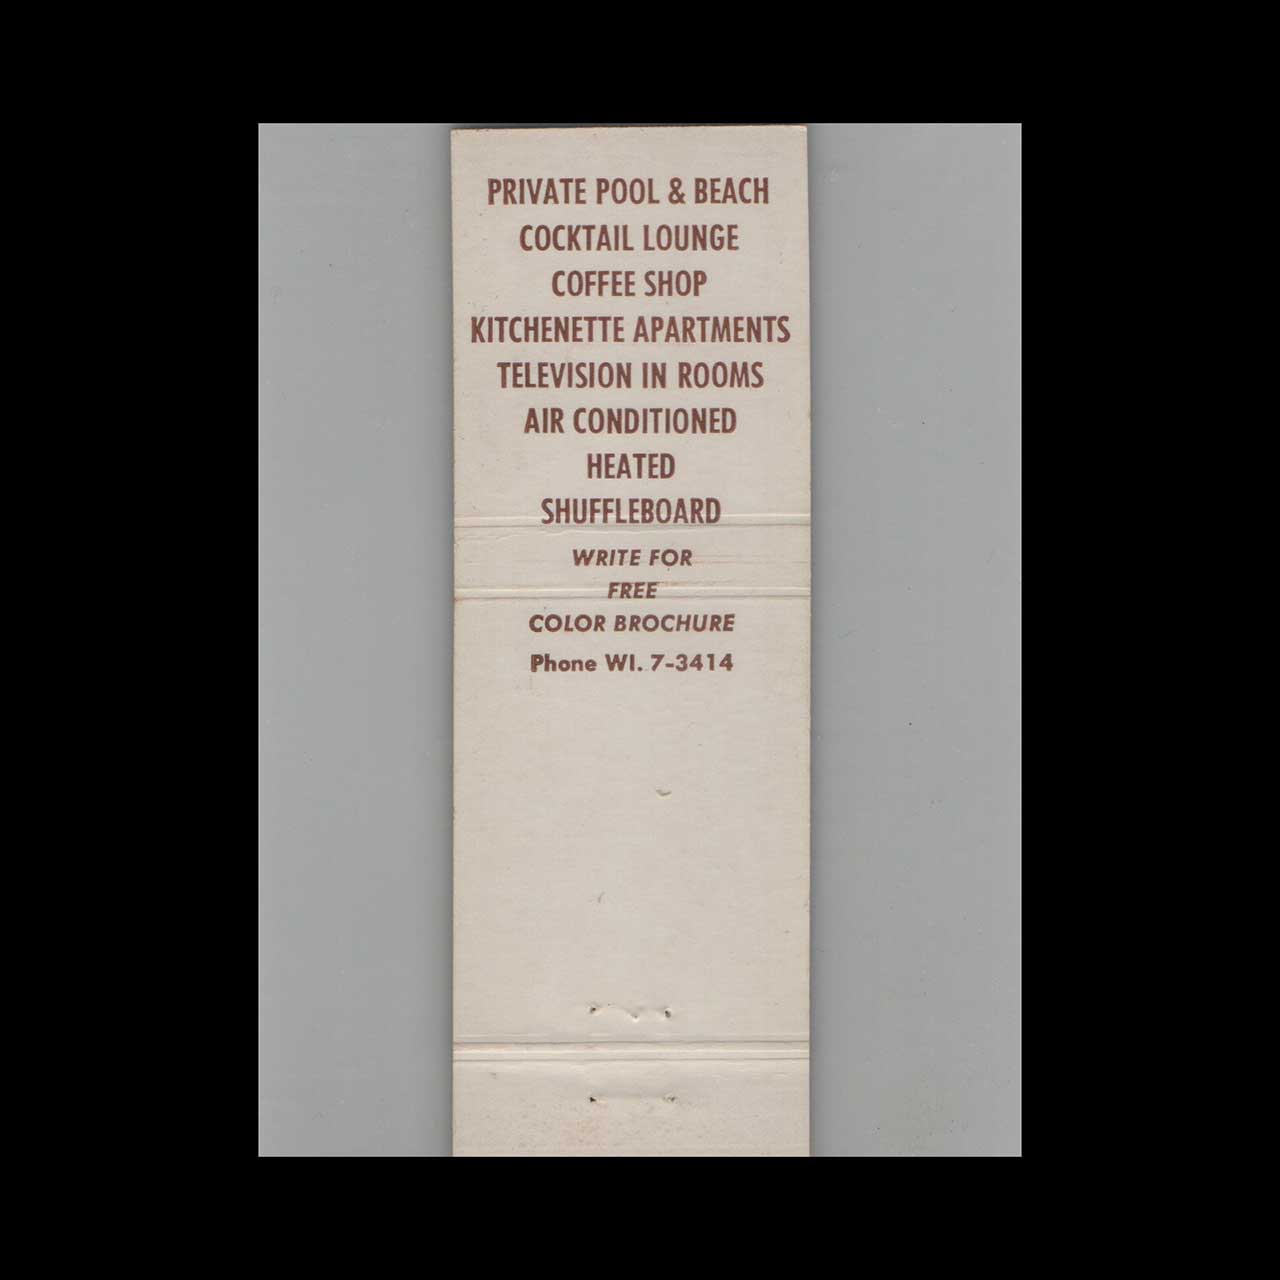 PRIVATE POOL & BEACH
COCKTAIL LOUNGE
COFFEE SHOP
KITCHENETTE APARTMENTS
TELEVISION IN ROOMS
AIR CONDITIONED
HEATED
SHUFFLEBOARD
WRITE FOR
FREE
COLOR BROCHURE
Phone WI. 7-3414